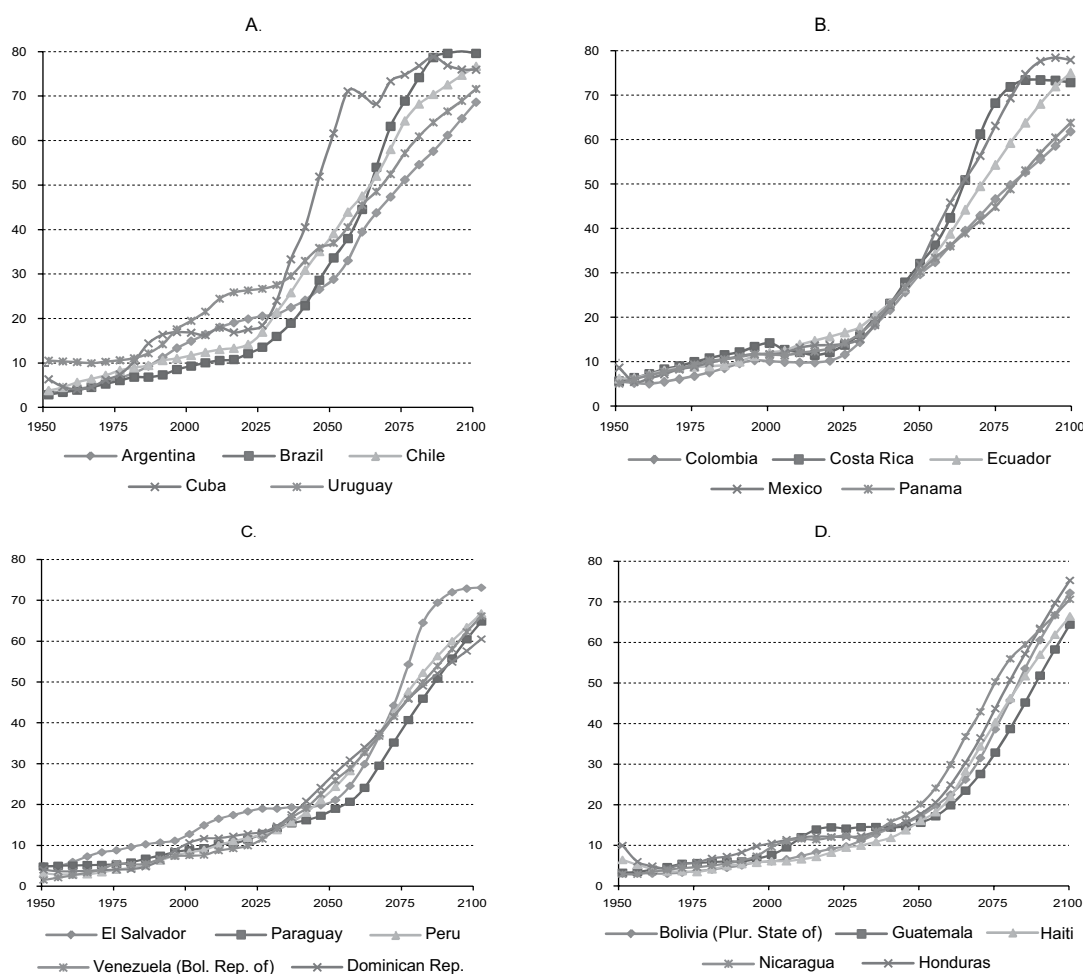 A.
80
70
60
50
40
30
20
10
0
1950 1975 2000 2025 2050 2075 2100
Argentina Brazil Chile
Cuba Uruguay
B.
80
70
60
50
40
30
20
10
0
1950 1975 2000 2025 2050 2075 2100
Colombia Costa Rica Ecuador
Mexico Panama
C.
80
70
60
50
40
30
20
10
0
1950 1975 2000 2025 2050 2075 2100
El Salvador Paraguay Peru
Venezuela (Bol. Rep. of) Dominican Rep.
D.
80
70
60
50
40
30
20
10
0
1950 1975 2000 2025 2050 2075 2100
Bolivia (Plur. State of) Guatemala Haiti
Nicaragua Honduras